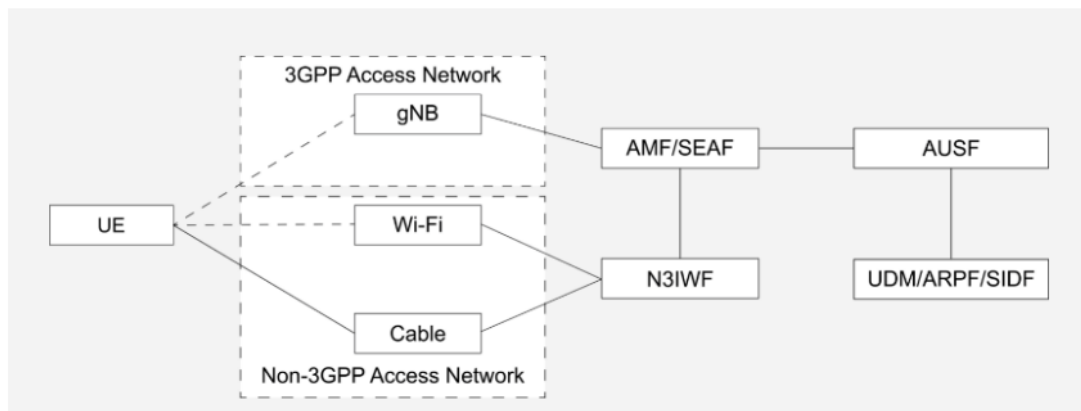 3GPP Access Network
gNB
AMF/SEAF
AUSF
UE
Wi-Fi
N3IWF
UDM/ARPF/SIDF
Cable
Non-3GPP Access Network